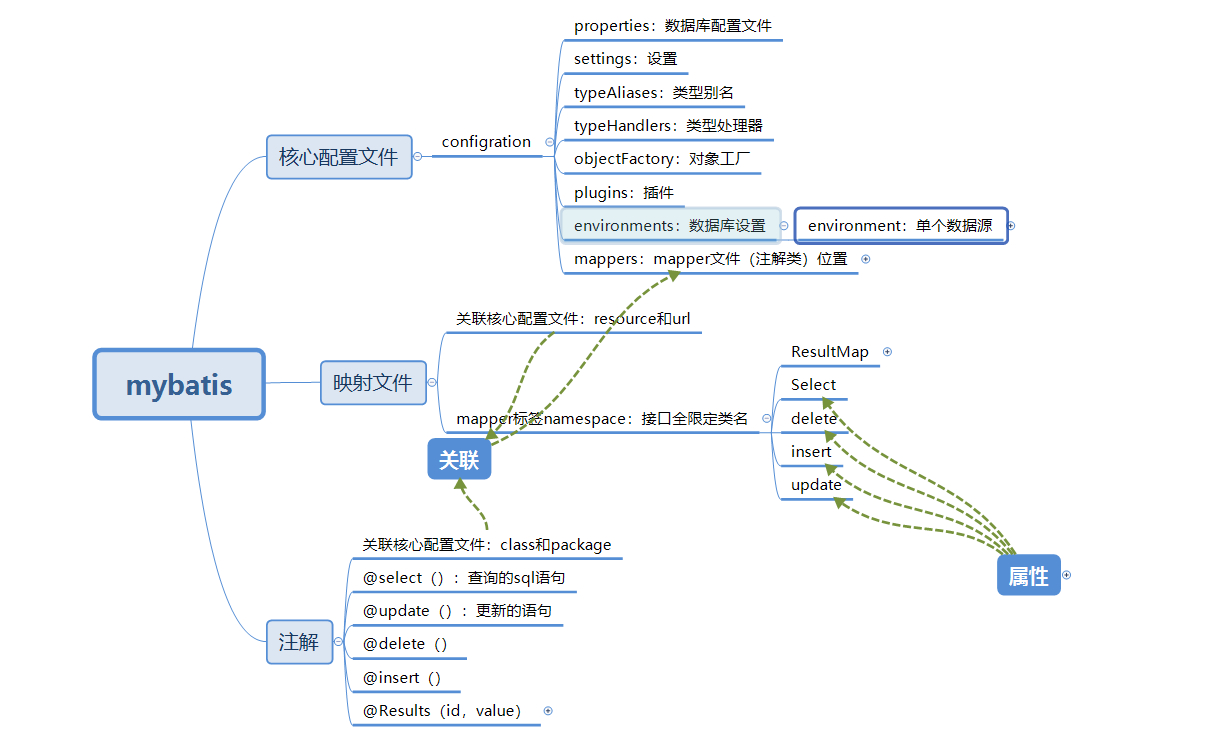 properties：数据库配置文件
settings：设置
typeAliases：类型别名
typeHandlers：类型处理器
configration
核心配置文件
objectFactory：对象工厂
plugins：插件
environments：数据库设置
environment：单个数据源
mappers：mapper文件（注解类）位置
关联核心配置文件：resource和url
mybatis
映射文件
ResultMap
Select
mapper标签namespace：接口全限定类名
delete
insert
update
关联
属性
关联核心配置文件：class和package
@select（）：查询的sql语句
@update（）：更新的语句
注解
@delete（）
@insert（）
@Results（id，value）